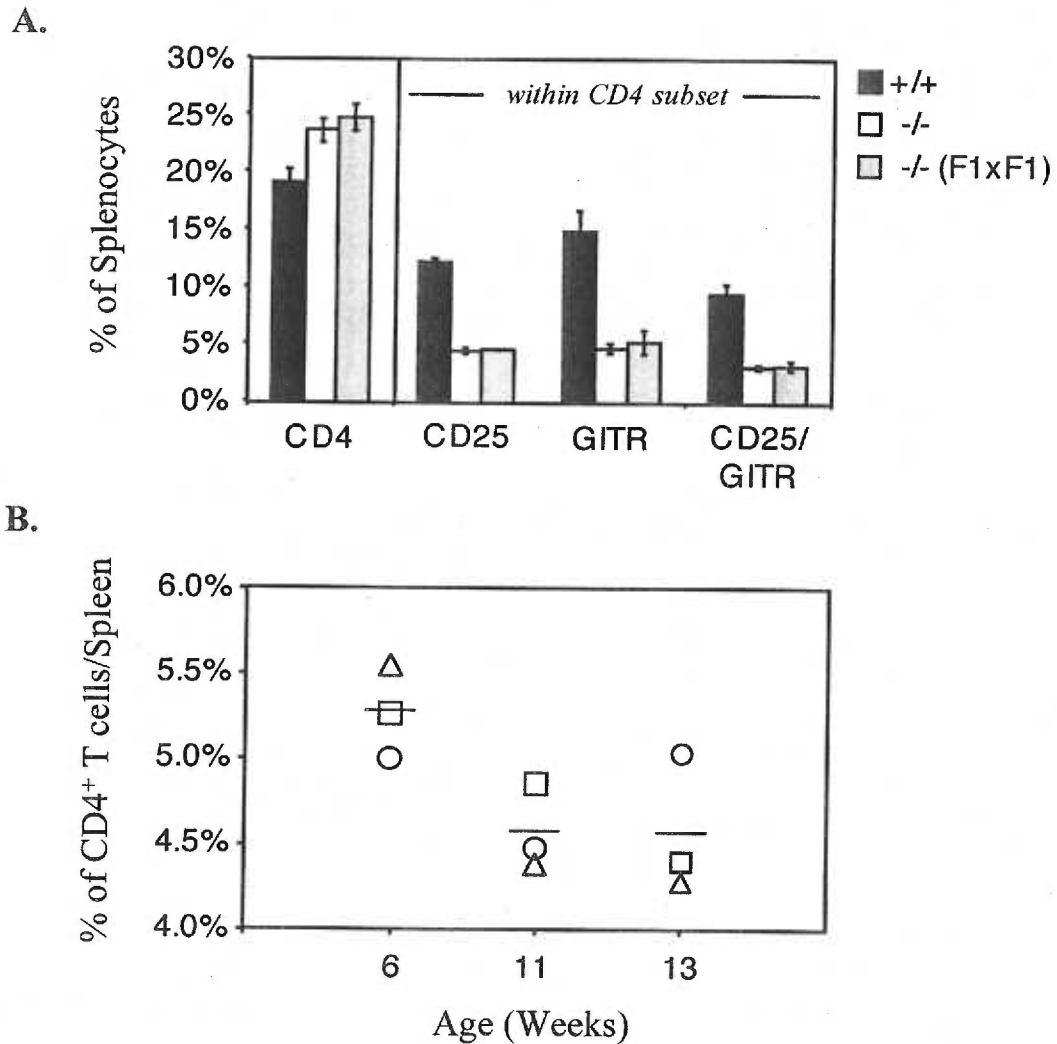 A.
% of Splenocytes
30%
25%
20%
15%
10%
5%
0%
within CD4 subset
+/+
-/-
-/- (F1xF1)
CD4
CD25
GITR
CD25/
GITR
B.
% of CD4⁺ T cells/Spleen
6.0%
5.5%
5.0%
4.5%
4.0%
6
11
13
Age (Weeks)